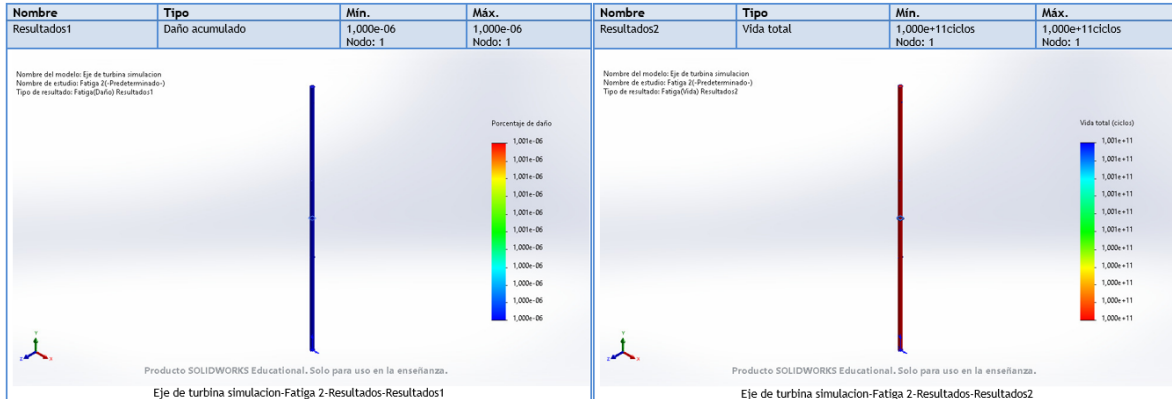 Nombre Tipo Mín. Máx.
Resultados1 Daño acumulado 1,000e-06 1,000e-06
Nodo: 1 Nodo: 1
Nombre del modelo: Eje de turbina simulacion
Nombre de estudio: Fatiga 2(-Predeterminado-)
Tipo de resultado: Fatiga(Daño) Resultados1
Porcentaje de daño
1,001e-06
1,001e-06
1,001e-06
1,001e-06
1,001e-06
1,001e-06
1,000e-06
1,000e-06
1,000e-06
1,000e-06
1,000e-06
Y
Z X
Producto SOLIDWORKS Educational. Solo para uso en la enseñanza.
Eje de turbina simulacion-Fatiga 2-Resultados-Resultados1
Nombre Tipo Mín. Máx.
Resultados2 Vida total 1,000e+11ciclos 1,000e+11ciclos
Nodo: 1 Nodo: 1
Nombre del modelo: Eje de turbina simulacion
Nombre de estudio: Fatiga 2(-Predeterminado-)
Tipo de resultado: Fatiga(Vida) Resultados2
Vida total (ciclos)
1,001e+11
1,001e+11
1,001e+11
1,001e+11
1,001e+11
1,001e+11
1,000e+11
1,000e+11
1,000e+11
1,000e+11
1,000e+11
Y
Z X
Producto SOLIDWORKS Educational. Solo para uso en la enseñanza.
Eje de turbina simulacion-Fatiga 2-Resultados-Resultados2